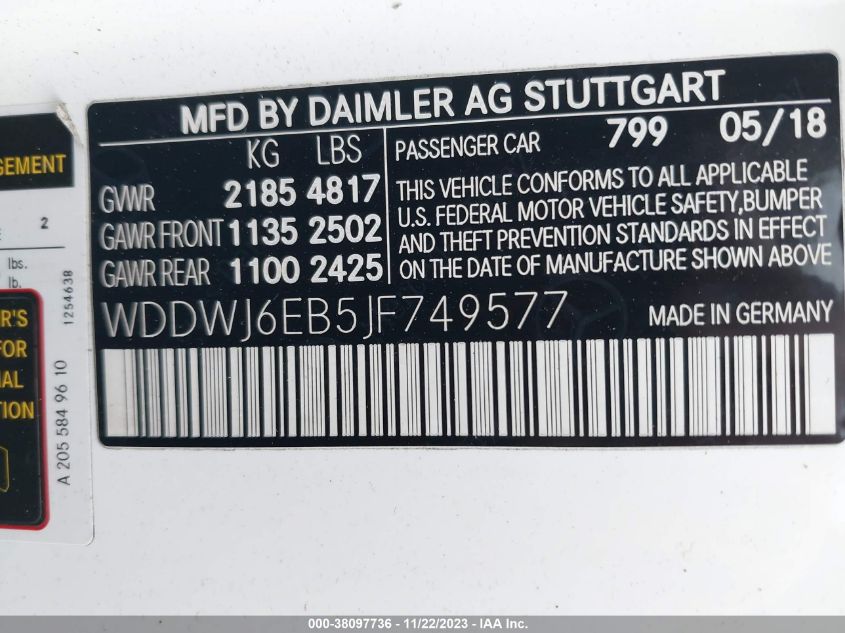 MFD BY DAIMLER AG STUTTGART
KG LBS
GVWR 2185 4817
GAWR FRONT 1135 2502
GAWR REAR 1100 2425
PASSENGER CAR 799 05/18
THIS VEHICLE CONFORMS TO ALL APPLICABLE
U.S. FEDERAL MOTOR VEHICLE SAFETY,BUMPER
AND THEFT PREVENTION STANDARDS IN EFFECT
ON THE DATE OF MANUFACTURE SHOWN ABOVE
WDDWJ6EB5JF749577 MADE IN GERMANY
2
lbs.
lb.
1254638
FOR
A 205 584 96 10
000-38097736 - 11/22/2023 - IAA Inc.